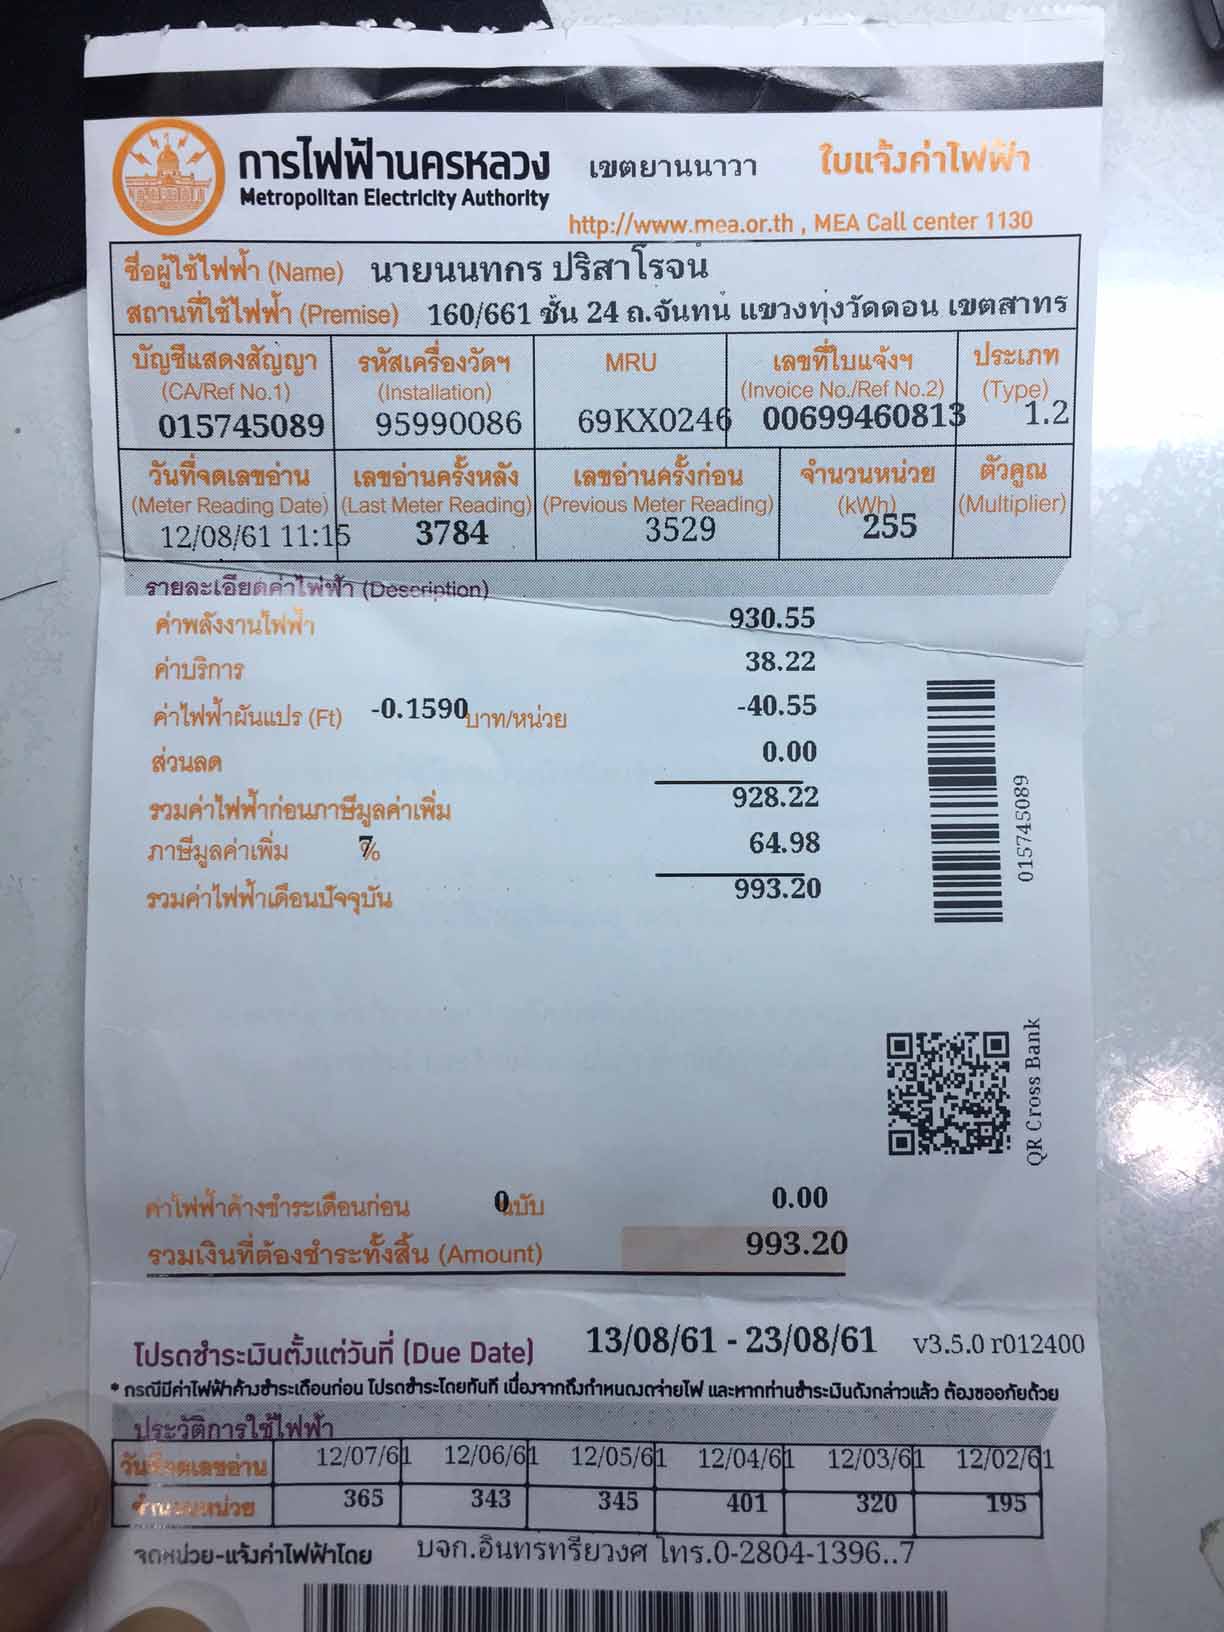 การไฟฟ้านครหลวง เขตยานนาวา ใบแจ้งค่าไฟฟ้า
Metropolitan Electricity Authority
http://www.mea.or.th , MEA Call center 1130
ชื่อผู้ใช้ไฟฟ้า (Name) นายนนทกร ปริสาโรจน์
สถานที่ใช้ไฟฟ้า (Premise) 160/661 ชั้น 24 ถ.จันทน์ แขวงทุ่งวัดดอน เขตสาทร
บัญชีแสดงสัญญา รหัสเครื่องวัดฯ MRU เลขที่ใบแจ้งฯ ประเภท
(CA/Ref No.1) (Installation) (Invoice No./Ref No.2) (Type)
015745089 95990086 69KX0246 00699460813 1.2
วันที่จดเลขอ่าน เลขอ่านครั้งหลัง เลขอ่านครั้งก่อน จำนวนหน่วย ตัวคูณ
(Meter Reading Date) (Last Meter Reading) (Previous Meter Reading) (kWh) (Multiplier)
12/08/61 11:15 3784 3529 255
รายละเอียดค่าไฟฟ้า (Description)
ค่าพลังงานไฟฟ้า 930.55
ค่าบริการ 38.22
ค่าไฟฟ้าผันแปร (Ft) -0.1590 บาท/หน่วย -40.55
ส่วนลด 0.00
รวมค่าไฟฟ้าก่อนภาษีมูลค่าเพิ่ม 928.22
ภาษีมูลค่าเพิ่ม 7% 64.98
รวมค่าไฟฟ้าเดือนปัจจุบัน 993.20
015745089
QR Cross Bank
ค่าไฟฟ้าค้างชำระเดือนก่อน 0 ฉบับ 0.00
รวมเงินที่ต้องชำระทั้งสิ้น (Amount) 993.20
โปรดชำระเงินตั้งแต่วันที่ (Due Date) 13/08/61 - 23/08/61 v3.5.0 r012400
* กรณีมีค่าไฟฟ้าค้างชำระเดือนก่อน โปรดชำระโดยทันที เนื่องจากถึงกำหนดงดจ่ายไฟ และหากท่านชำระเงินดังกล่าวแล้ว ต้องขออภัยด้วย
ประวัติการใช้ไฟฟ้า
วันที่จดเลขอ่าน 12/07/61 12/06/61 12/05/61 12/04/61 12/03/61 12/02/61
จำนวนหน่วย 365 343 345 401 320 195
จดหน่วย-แจ้งค่าไฟฟ้าโดย บจก.อินทรทรียวงศ โทร.0-2804-1396..7